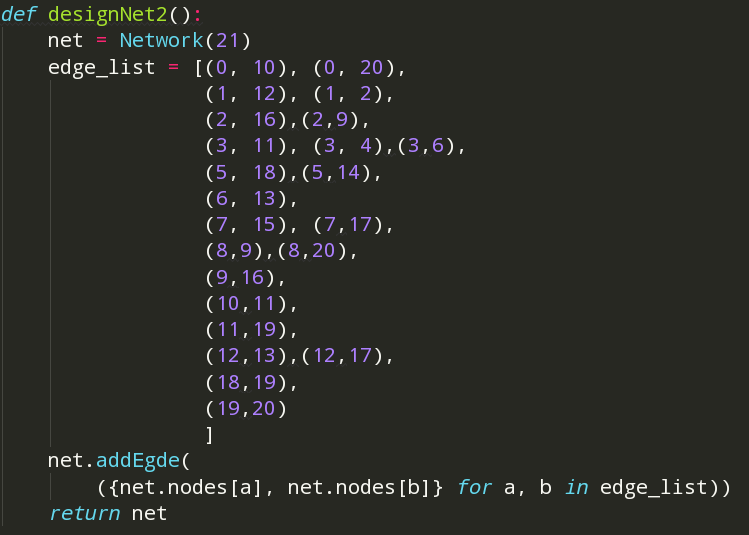 def designNet2():
    net = Network(21)
    edge_list = [(0, 10), (0, 20),
                 (1, 12), (1, 2),
                 (2, 16),(2,9),
                 (3, 11), (3, 4),(3,6),
                 (5, 18),(5,14),
                 (6, 13),
                 (7, 15), (7,17),
                 (8,9),(8,20),
                 (9,16),
                 (10,11),
                 (11,19),
                 (12,13),(12,17),
                 (18,19),
                 (19,20)
                 ]
    net.addEgde(
        ({net.nodes[a], net.nodes[b]} for a, b in edge_list))
    return net